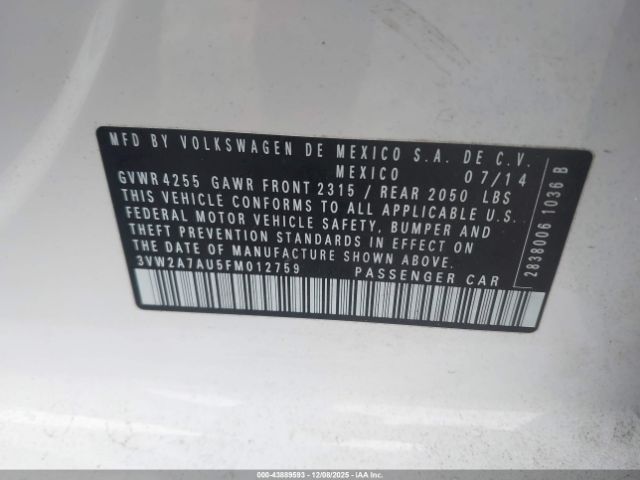 MFD BY VOLKSWAGEN DE MEXICO S.A. DE C.V.
MEXICO 07/14
GVWR 4255 GAWR FRONT 2315 / REAR 2050 LBS
THIS VEHICLE CONFORMS TO ALL APPLICABLE U.S.
FEDERAL MOTOR VEHICLE SAFETY, BUMPER AND
THEFT PREVENTION STANDARDS IN EFFECT ON
THE DATE OF MANUFACTURE SHOWN ABOVE.
3VW2A7AU5FM012759 PASSENGER CAR
2838006 1036 B
000-43889593 - 12/08/2025 - IAAI.com